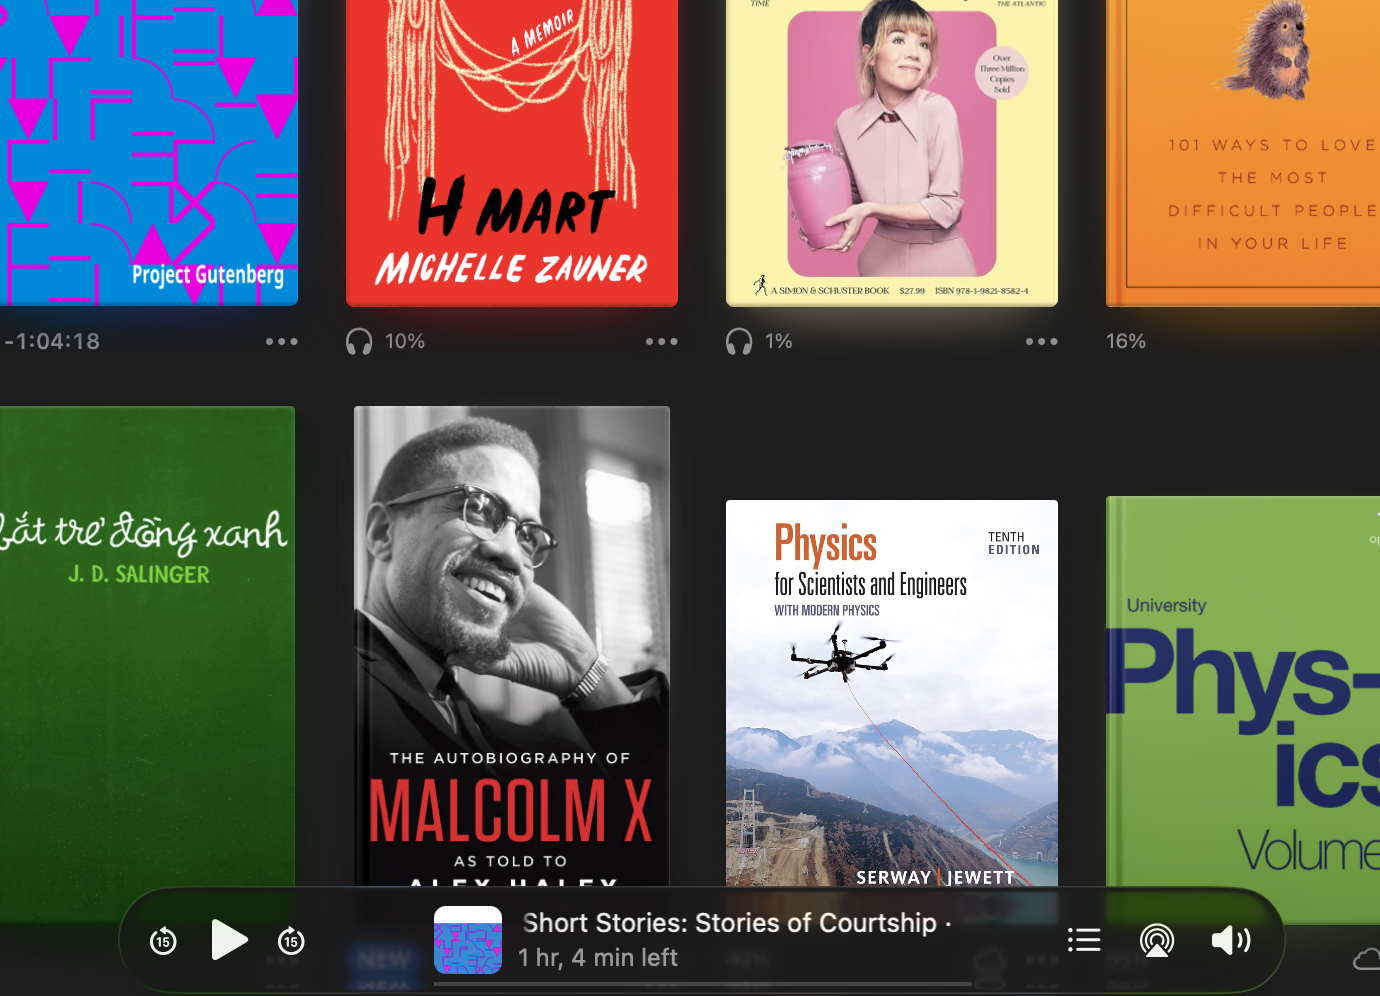 TIME
THE ATLANTIC
A MEMOIR
H MART
MICHELLE ZAUNER
Project Gutenberg
Over
Three Million
Copies
Sold
A SIMON & SCHUSTER BOOK $27.99 ISBN 978-1-9821-8582-4
101 WAYS TO LOVE
THE MOST
DIFFICULT PEOPLE
IN YOUR LIFE
-1:04:18
10%
1%
16%
bắt trẻ đồng xanh
J. D. SALINGER
THE AUTOBIOGRAPHY OF
MALCOLM X
AS TOLD TO
ALEX HALEY
Physics
for Scientists and Engineers
WITH MODERN PHYSICS
TENTH
EDITION
SERWAY | JEWETT
University
Phys-
ics
Volume
15
15
Short Stories: Stories of Courtship ·
1 hr, 4 min left
NEW